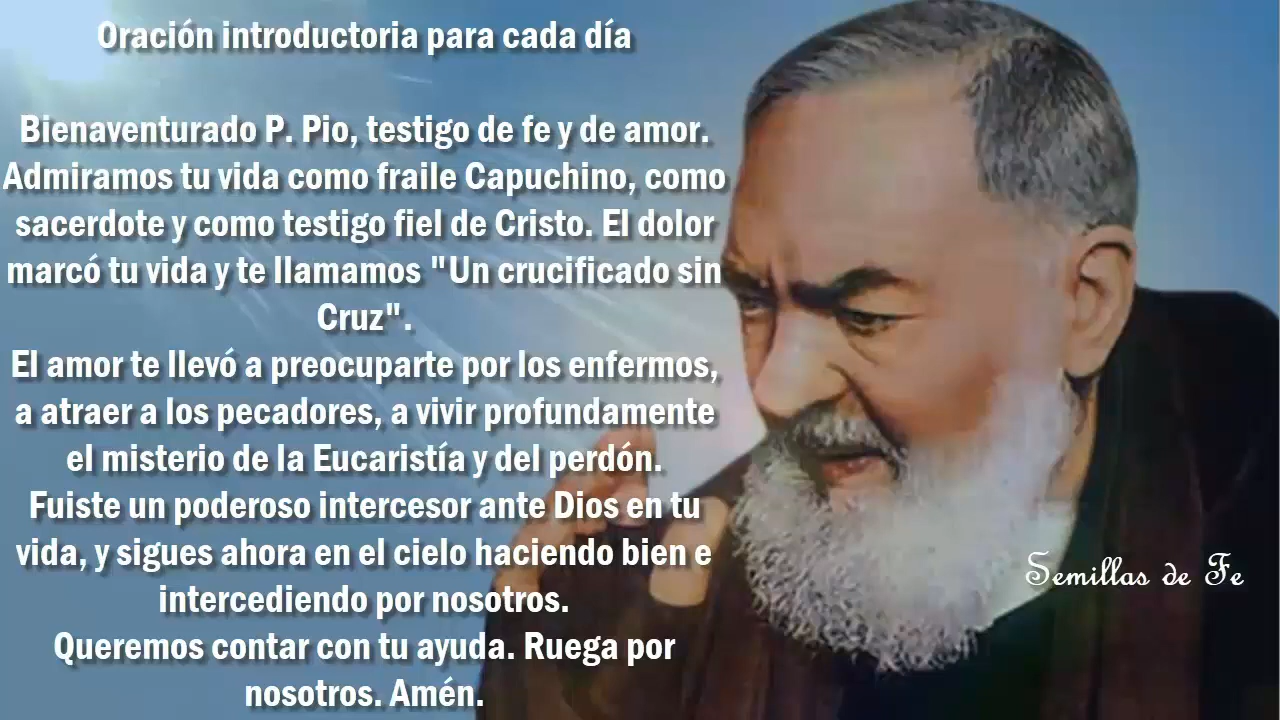 Oración introductoria para cada día
Bienaventurado P. Pio, testigo de fe y de amor.
Admiramos tu vida como fraile Capuchino, como
sacerdote y como testigo fiel de Cristo. El dolor
marcó tu vida y te llamamos "Un crucificado sin
Cruz".
El amor te llevó a preocuparte por los enfermos,
a atraer a los pecadores, a vivir profundamente
el misterio de la Eucaristía y del perdón.
Fuiste un poderoso intercesor ante Dios en tu
vida, y sigues ahora en el cielo haciendo bien e
intercediendo por nosotros.
Queremos contar con tu ayuda. Ruega por
nosotros. Amén.
Semillas de Fe